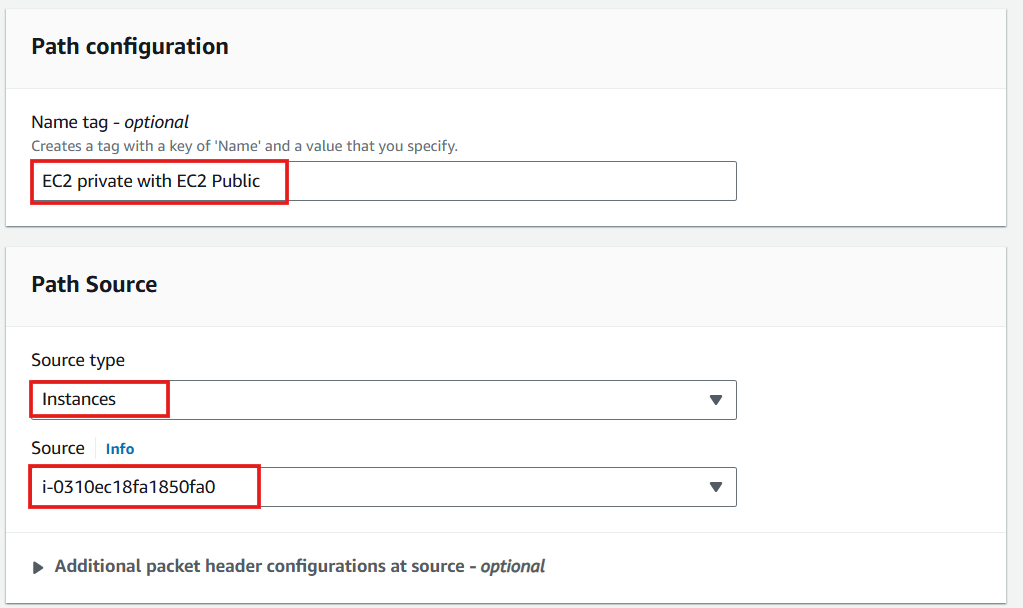 Path configuration
Name tag - optional
Creates a tag with a key of 'Name' and a value that you specify.
EC2 private with EC2 Public
Path Source
Source type
Instances
Source Info
i-0310ec18fa1850fa0
Additional packet header configurations at source - optional